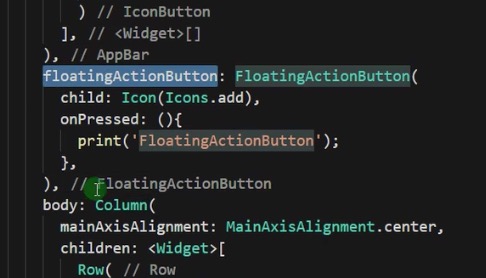 ) // IconButton
], // <Widget>[]
), // AppBar
floatingActionButton: FloatingActionButton(
child: Icon(Icons.add),
onPressed: (){
print('FloatingActionButton');
},
), // FloatingActionButton
body: Column(
mainAxisAlignment: MainAxisAlignment.center,
children: <Widget>[
Row( // Row